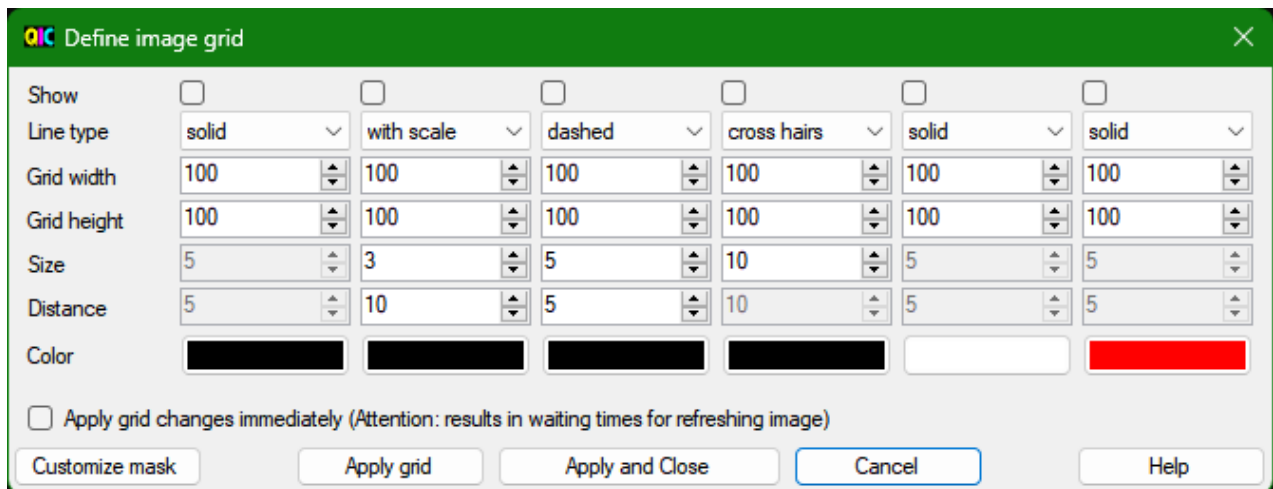 QIC Define image grid
Show
Line type solid with scale dashed cross hairs solid solid
Grid width 100 100 100 100 100 100
Grid height 100 100 100 100 100 100
Size 5 3 5 10 5 5
Distance 5 10 5 10 5 5
Color
Apply grid changes immediately (Attention: results in waiting times for refreshing image)
Customize mask Apply grid Apply and Close Cancel Help